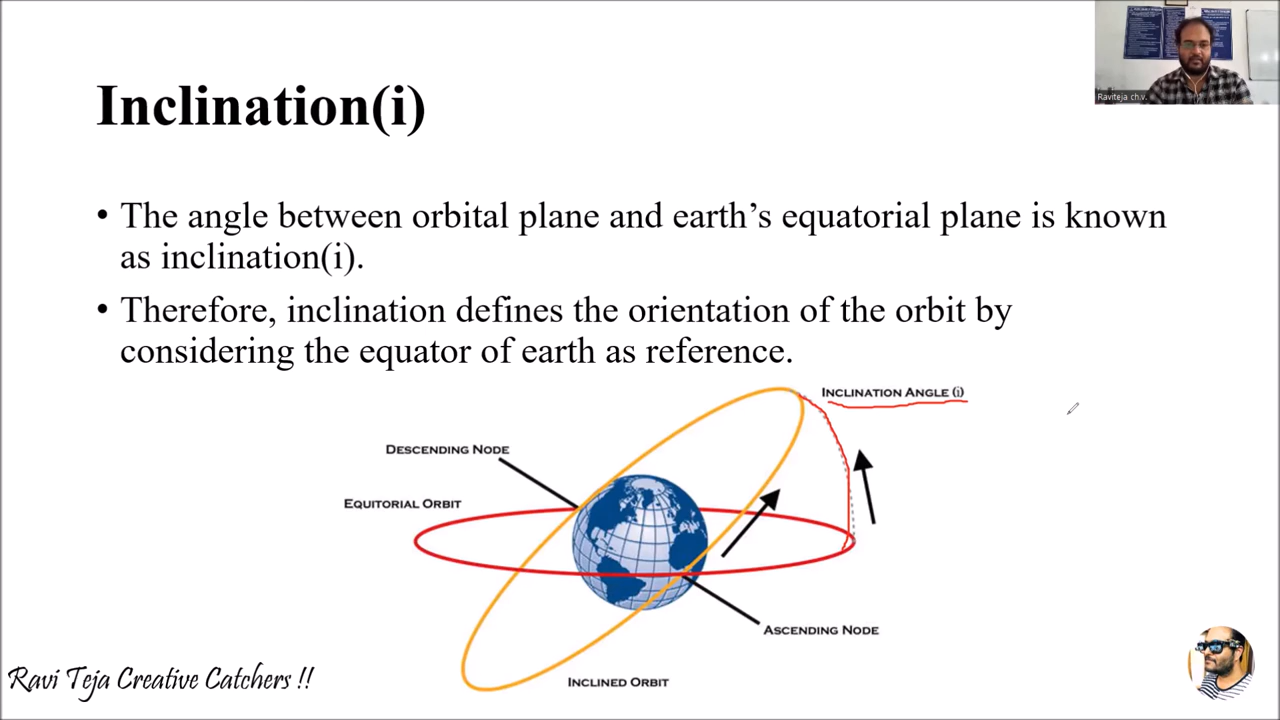 Raviteja ch.v.
Inclination(i)
• The angle between orbital plane and earth’s equatorial plane is known
as inclination(i).
• Therefore, inclination defines the orientation of the orbit by
considering the equator of earth as reference.
INCLINATION ANGLE (i)
DESCENDING NODE
EQUITORIAL ORBIT
ASCENDING NODE
INCLINED ORBIT
Ravi Teja Creative Catchers !!